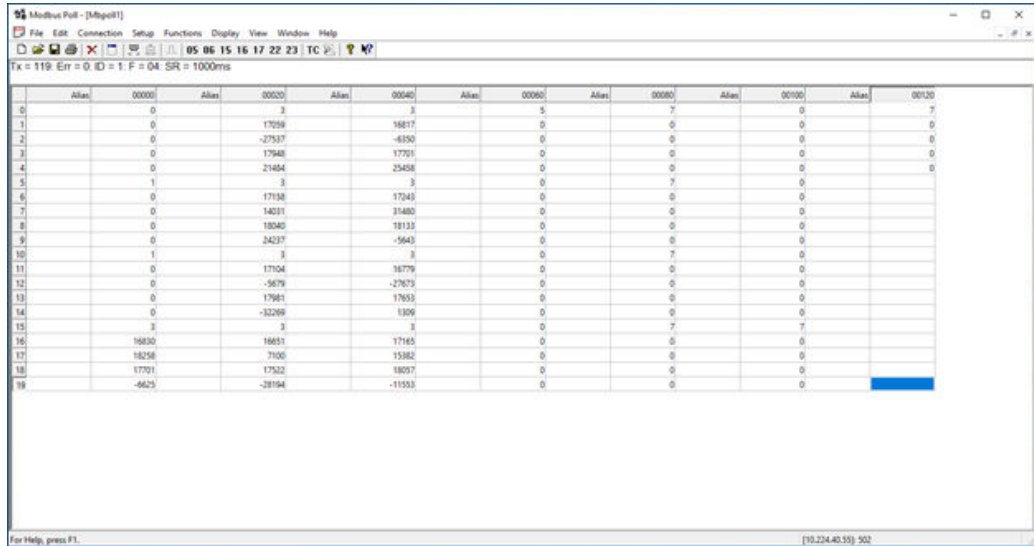 Modbus Poll - [Mbpoll1]
File Edit Connection Setup Functions Display View Window Help
05 06 15 16 17 22 23 TC
Tx = 119: Err = 0: ID = 1: F = 04: SR = 1000ms
Alias 00000 Alias 00020 Alias 00040 Alias 00060 Alias 00080 Alias 00100 Alias 00120
0 0 3 3 5 7 0 7
1 0 17059 16817 0 0 0 0
2 0 -27537 -6350 0 0 0 0
3 0 17948 17701 0 0 0 0
4 0 21484 25458 0 0 0 0
5 1 3 3 0 7 0
6 0 17158 17243 0 0 0
7 0 14031 31480 0 0 0
8 0 18040 18133 0 0 0
9 0 24237 -5643 0 0 0
10 1 3 3 0 7 0
11 0 17104 16779 0 0 0
12 0 -5679 -27673 0 0 0
13 0 17981 17653 0 0 0
14 0 -32269 1309 0 0 0
15 3 3 3 0 7 7
16 16830 16651 17165 0 0 0
17 18258 7100 15382 0 0 0
18 17701 17522 18057 0 0 0
19 -6625 -28194 -11553 0 0 0
For Help, press F1. [10.224.40.55]: 502